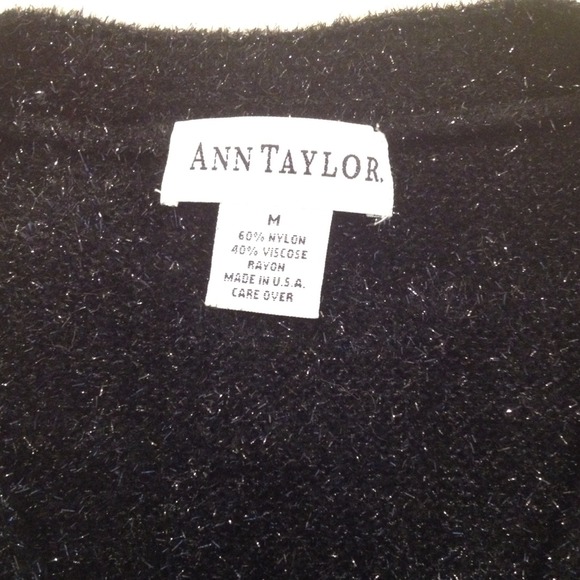 ANN TAYLOR.
M
60% NYLON
40% VISCOSE
RAYON
MADE IN U.S.A.
CARE OVER